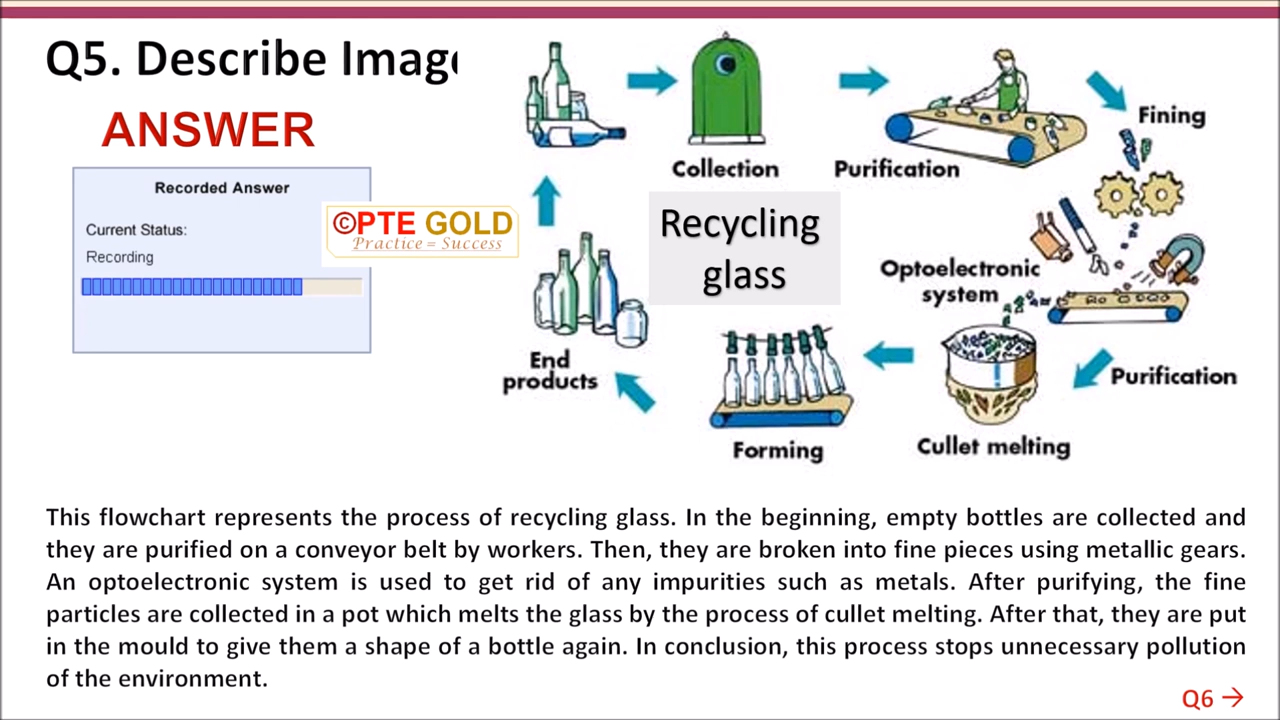 Q5. Describe Image
ANSWER
Recorded Answer
Current Status:
Recording
©PTE GOLD
Practice = Success
Collection
Purification
Fining
Recycling
glass
Optoelectronic
system
Purification
End
products
Forming
Cullet melting
This flowchart represents the process of recycling glass. In the beginning, empty bottles are collected and
they are purified on a conveyor belt by workers. Then, they are broken into fine pieces using metallic gears.
An optoelectronic system is used to get rid of any impurities such as metals. After purifying, the fine
particles are collected in a pot which melts the glass by the process of cullet melting. After that, they are put
in the mould to give them a shape of a bottle again. In conclusion, this process stops unnecessary pollution
of the environment.
Q6 →